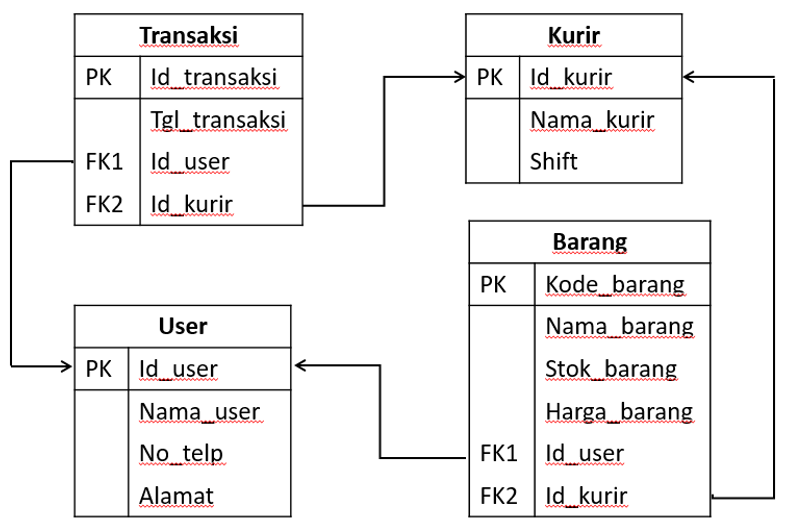 Transaksi
PK Id_transaksi
Tgl_transaksi
FK1 Id_user
FK2 Id_kurir
Kurir
PK Id_kurir
Nama_kurir
Shift
User
PK Id_user
Nama_user
No_telp
Alamat
Barang
PK Kode_barang
Nama_barang
Stok_barang
Harga_barang
FK1 Id_user
FK2 Id_kurir